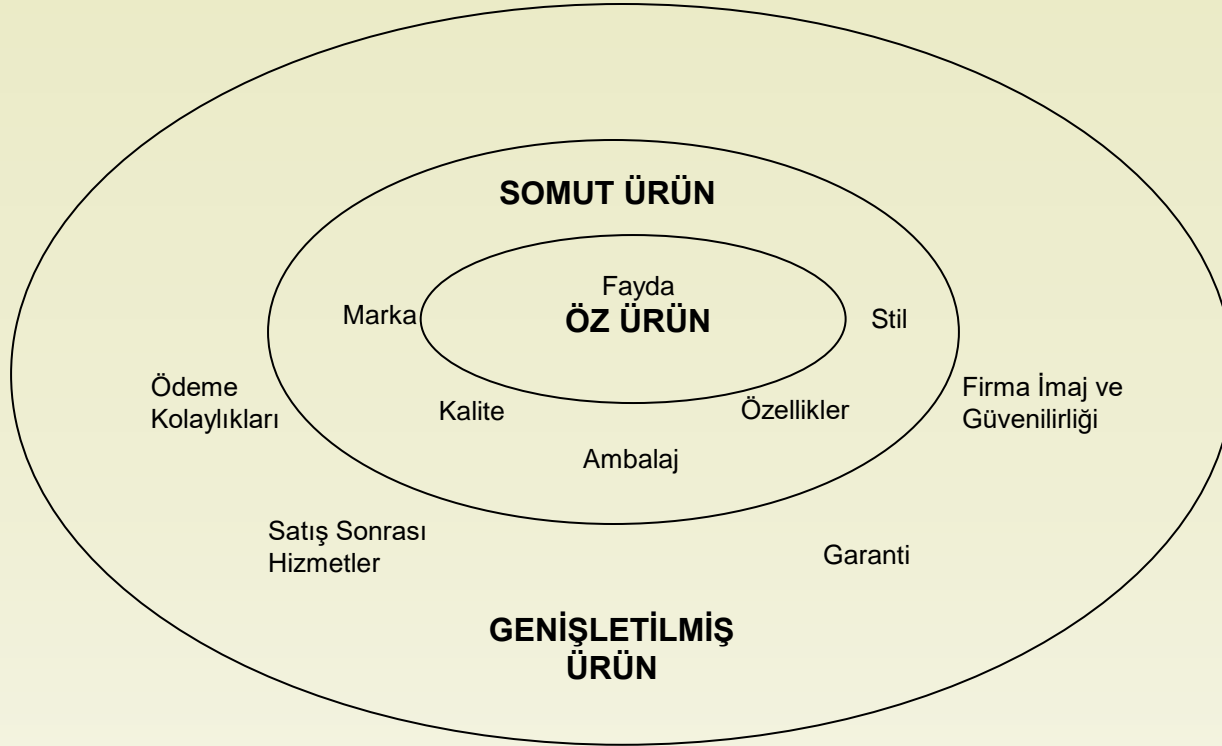 SOMUT ÜRÜN
Fayda
ÖZ ÜRÜN
Marka
Stil
Ödeme
Kolaylıkları
Firma İmaj ve
Güvenilirliği
Kalite
Özellikler
Ambalaj
Satış Sonrası
Hizmetler
Garanti
GENİŞLETİLMİŞ
ÜRÜN